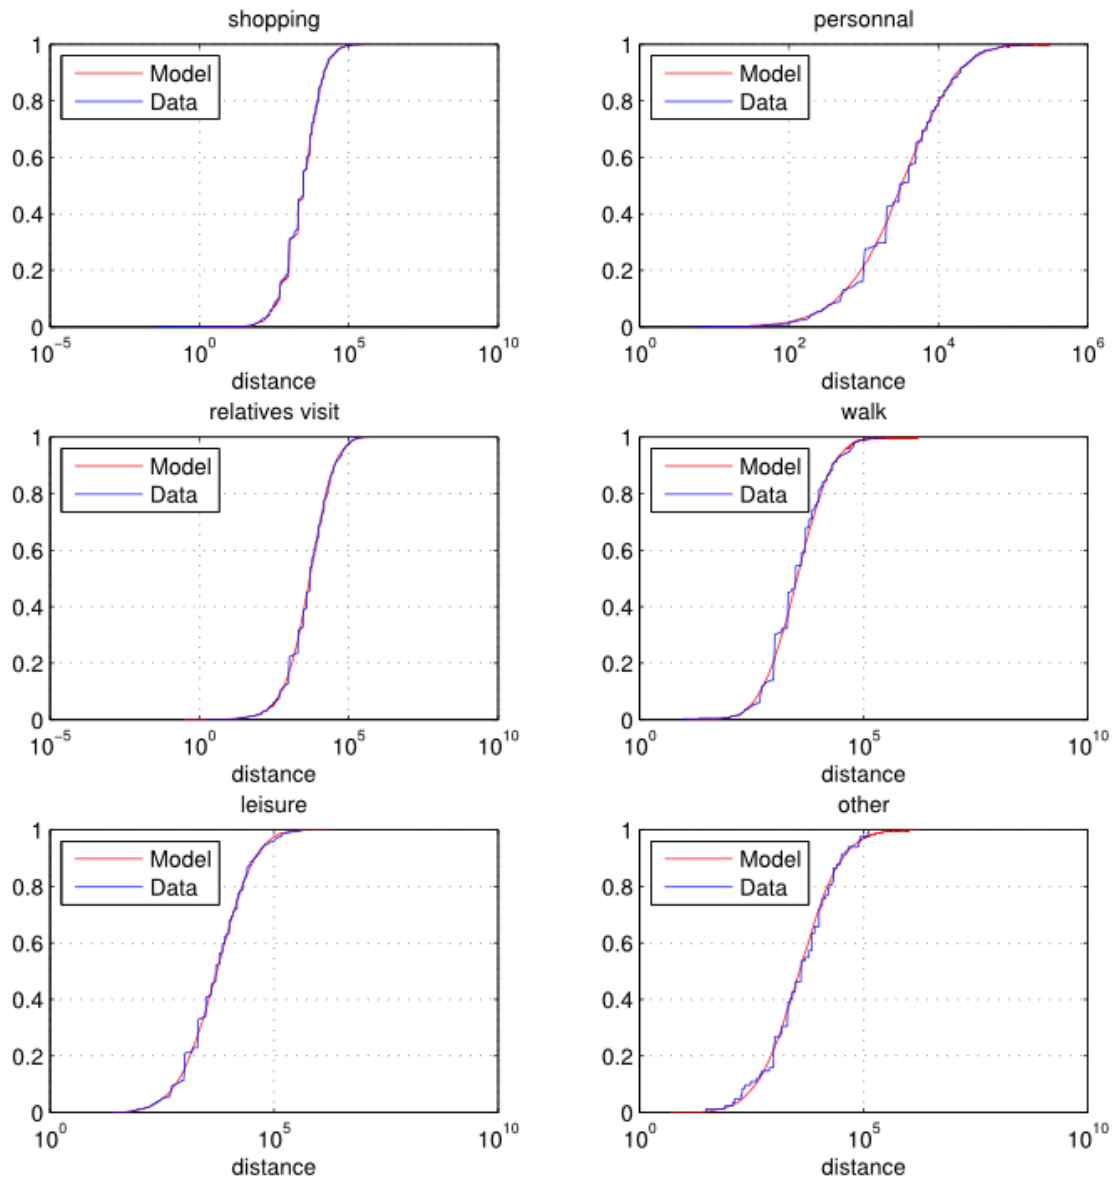 shopping
1
0.8
0.6
0.4
0.2
0
Model
Data
10^-5
10^0
10^5
10^10
distance
personnal
1
0.8
0.6
0.4
0.2
0
Model
Data
10^0
10^2
10^4
10^6
distance
relatives visit
1
0.8
0.6
0.4
0.2
0
Model
Data
10^-5
10^0
10^5
10^10
distance
walk
1
0.8
0.6
0.4
0.2
0
Model
Data
10^0
10^5
10^10
distance
leisure
1
0.8
0.6
0.4
0.2
0
Model
Data
10^0
10^5
10^10
distance
other
1
0.8
0.6
0.4
0.2
0
Model
Data
10^0
10^5
10^10
distance